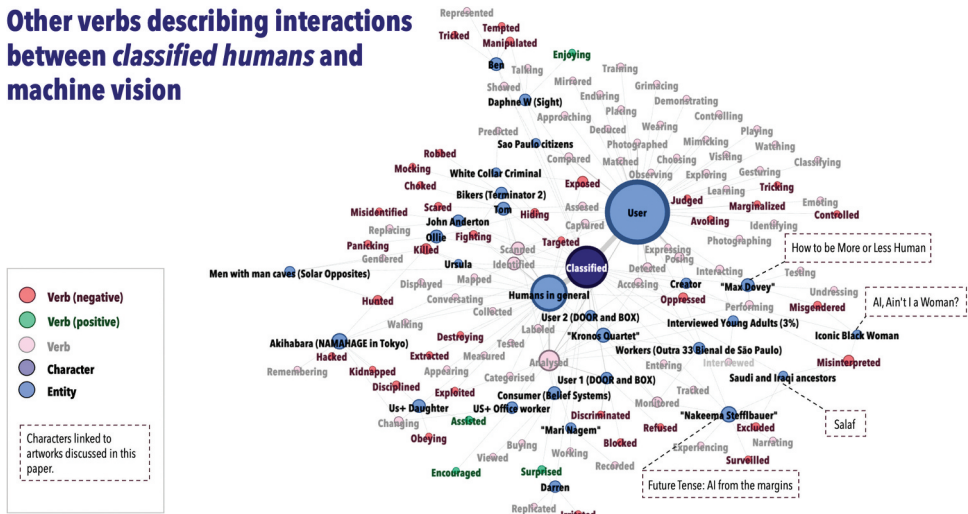 Other verbs describing interactions
between classified humans and
machine vision
Represented
Tempted
Tricked
Manipulated
Enjoying
Ben
Talking
Training
Mirrored
Grimacing
Showed
Enduring
Daphne W (Sight)
Demonstrating
Placing
Approaching
Controlling
Wearing
Predicted
Deduced
Playing
Sao Paulo citizens
Photographed
Mimicking
Watching
Robbed
Compared
Matched
Choosing
Visiting
Classifying
Mocking
White Collar Criminal
Observing
Exploring
Gesturing
Choked
Exposed
Learning
Tricking
Bikers (Terminator 2)
Judged
Emoting
Scared
Tom
Assesed
User
Marginalized
Misidentified
Hiding
Controlled
John Anderton
Avoiding
Replacing
Captured
Identifying
Ollie
Fighting
Panicking
Targeted
Photographing
Killed
Scanned
Expressing
How to be More or Less Human
Gendered
Posing
Ursula
Identified
Classified
Detected
Interacting
Testing
Men with man caves (Solar Opposites)
Displayed
Mapped
Accesing
Creator
"Max Dovey"
Undressing
Verb (negative)
Hunted
Conversating
Humans in general
Oppressed
AI, Ain't I a Woman?
Collected
Performing
Misgendered
Verb (positive)
User 2 (DOOR and BOX)
Walking
Labeled
Interviewed Young Adults (3%)
Verb
Destroying
"Kronos Quartet"
Iconic Black Woman
Akihabara (NAMAHAGE in Tokyo)
Tested
Workers (Outra 33 Bienal de São Paulo)
Character
Hacked
Extracted
Measured
Analysed
Misinterpreted
Remembering
Kidnapped
Appearing
Entering
Interviewed
Entity
Disciplined
Categorised
User 1 (DOOR and BOX)
Saudi and Iraqi ancestors
Exploited
Consumer (Belief Systems)
Tracked
Us+ Daughter
US+ Office worker
Monitored
Changing
Assisted
Discriminated
"Nakeema Stefflbauer"
Salaf
Characters linked to
artworks discussed in this
paper.
Obeying
"Mari Nagem"
Refused
Excluded
Buying
Blocked
Experiencing
Narrating
Viewed
Working
Surveilled
Encouraged
Surprised
Recorded
Darren
Future Tense: AI from the margins
Replicated